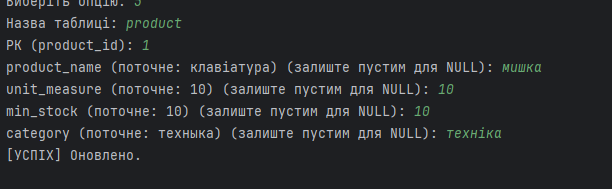 Виберіть опцію: 3
Назва таблиці: product
PK (product_id): 1
product_name (поточне: клавіатура) (залиште пустим для NULL): мишка
unit_measure (поточне: 10) (залиште пустим для NULL): 10
min_stock (поточне: 10) (залиште пустим для NULL): 10
category (поточне: техныка) (залиште пустим для NULL): техніка
[УСПІХ] Оновлено.